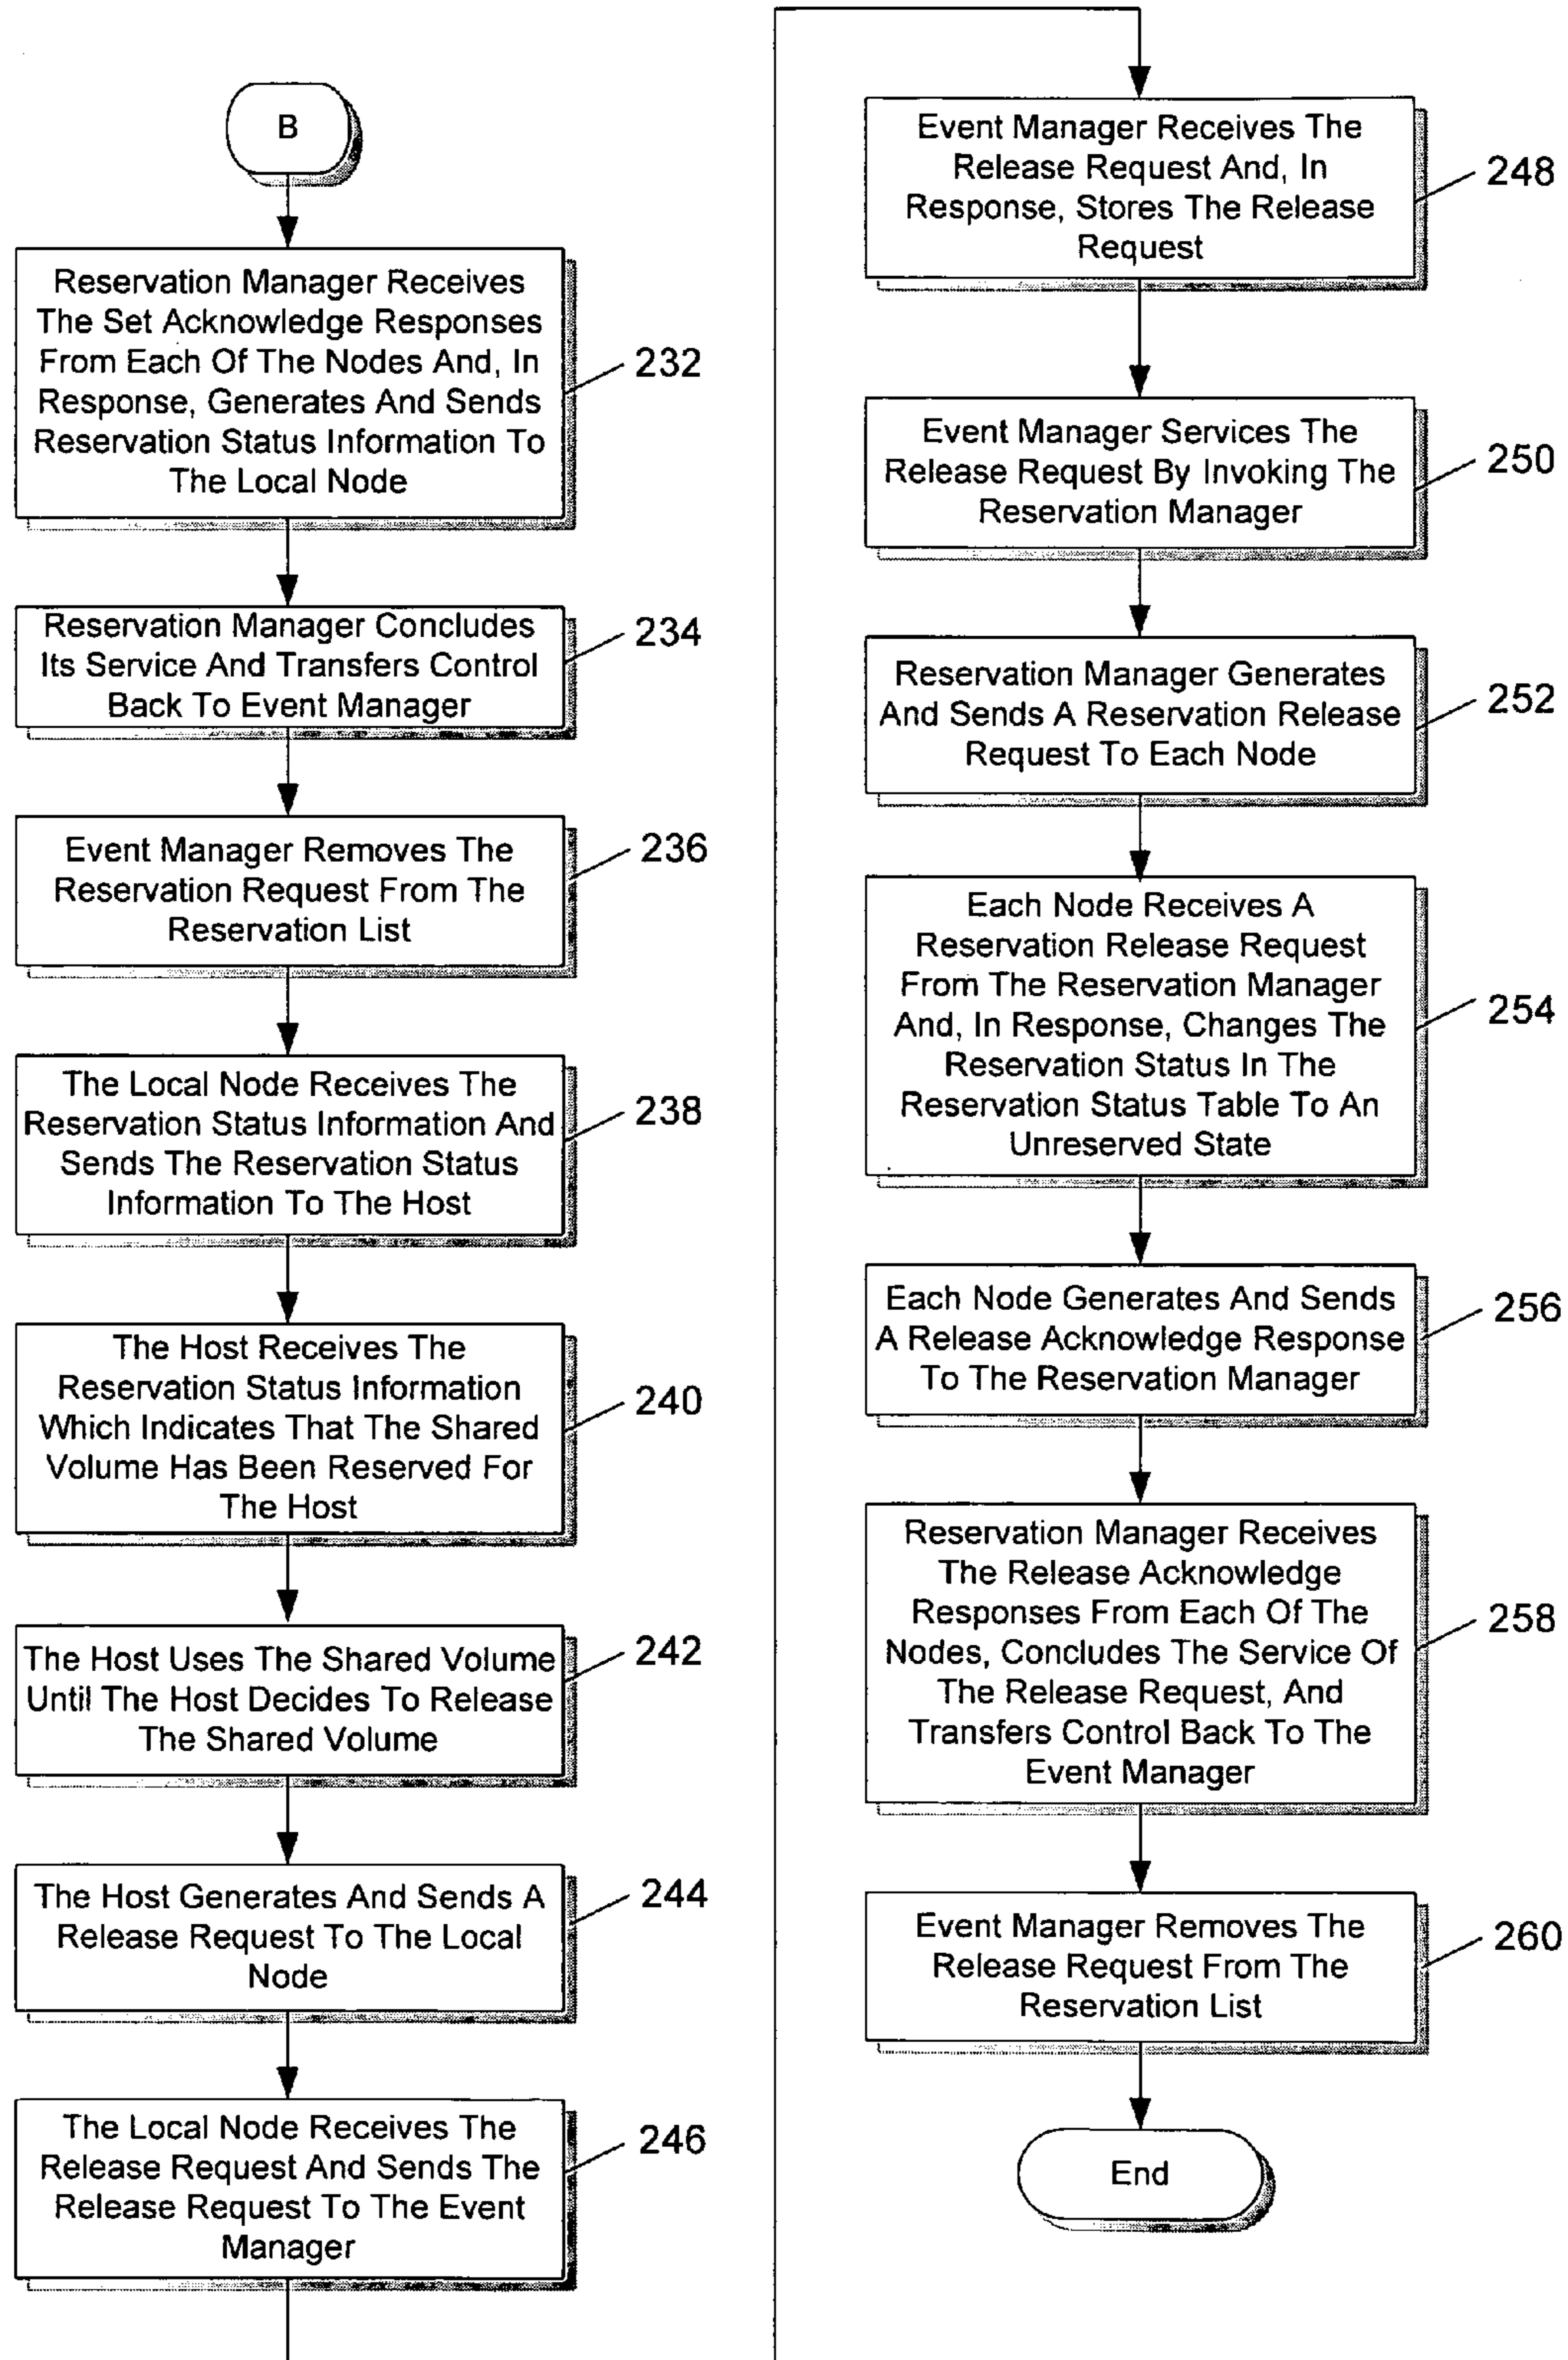 B
Reservation Manager Receives
The Set Acknowledge Responses
From Each Of The Nodes And, In
Response, Generates And Sends
Reservation Status Information To
The Local Node
232
Reservation Manager Concludes
Its Service And Transfers Control
Back To Event Manager
234
Event Manager Removes The
Reservation Request From The
Reservation List
236
The Local Node Receives The
Reservation Status Information And
Sends The Reservation Status
Information To The Host
238
The Host Receives The
Reservation Status Information
Which Indicates That The Shared
Volume Has Been Reserved For
The Host
240
The Host Uses The Shared Volume
Until The Host Decides To Release
The Shared Volume
242
The Host Generates And Sends A
Release Request To The Local
Node
244
The Local Node Receives The
Release Request And Sends The
Release Request To The Event
Manager
246
Event Manager Receives The
Release Request And, In
Response, Stores The Release
Request
248
Event Manager Services The
Release Request By Invoking The
Reservation Manager
250
Reservation Manager Generates
And Sends A Reservation Release
Request To Each Node
252
Each Node Receives A
Reservation Release Request
From The Reservation Manager
And, In Response, Changes The
Reservation Status In The
Reservation Status Table To An
Unreserved State
254
Each Node Generates And Sends
A Release Acknowledge Response
To The Reservation Manager
256
Reservation Manager Receives
The Release Acknowledge
Responses From Each Of The
Nodes, Concludes The Service Of
The Release Request, And
Transfers Control Back To The
Event Manager
258
Event Manager Removes The
Release Request From The
Reservation List
260
End